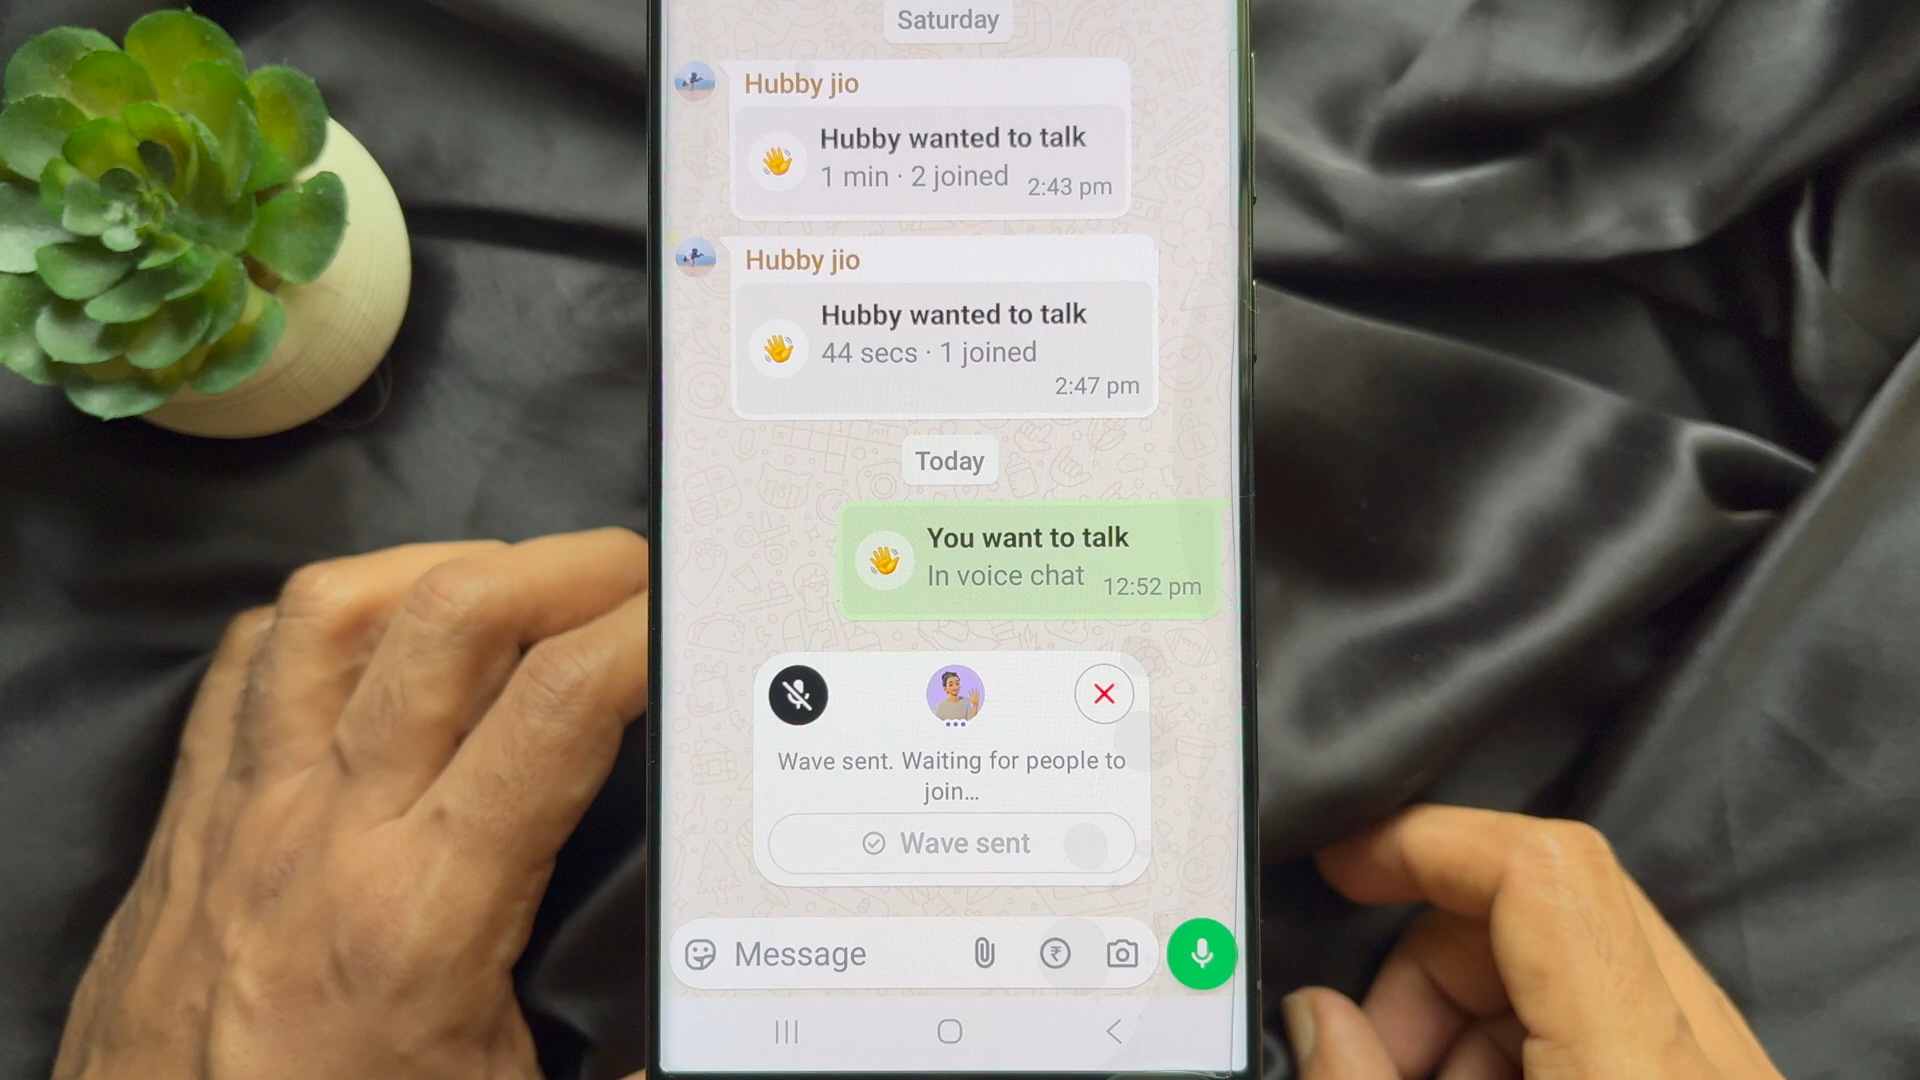 Saturday
Hubby jio
Hubby wanted to talk
1 min · 2 joined 2:43 pm
Hubby jio
Hubby wanted to talk
44 secs · 1 joined
2:47 pm
Today
You want to talk
In voice chat 12:52 pm
Wave sent. Waiting for people to
join...
Wave sent
Message